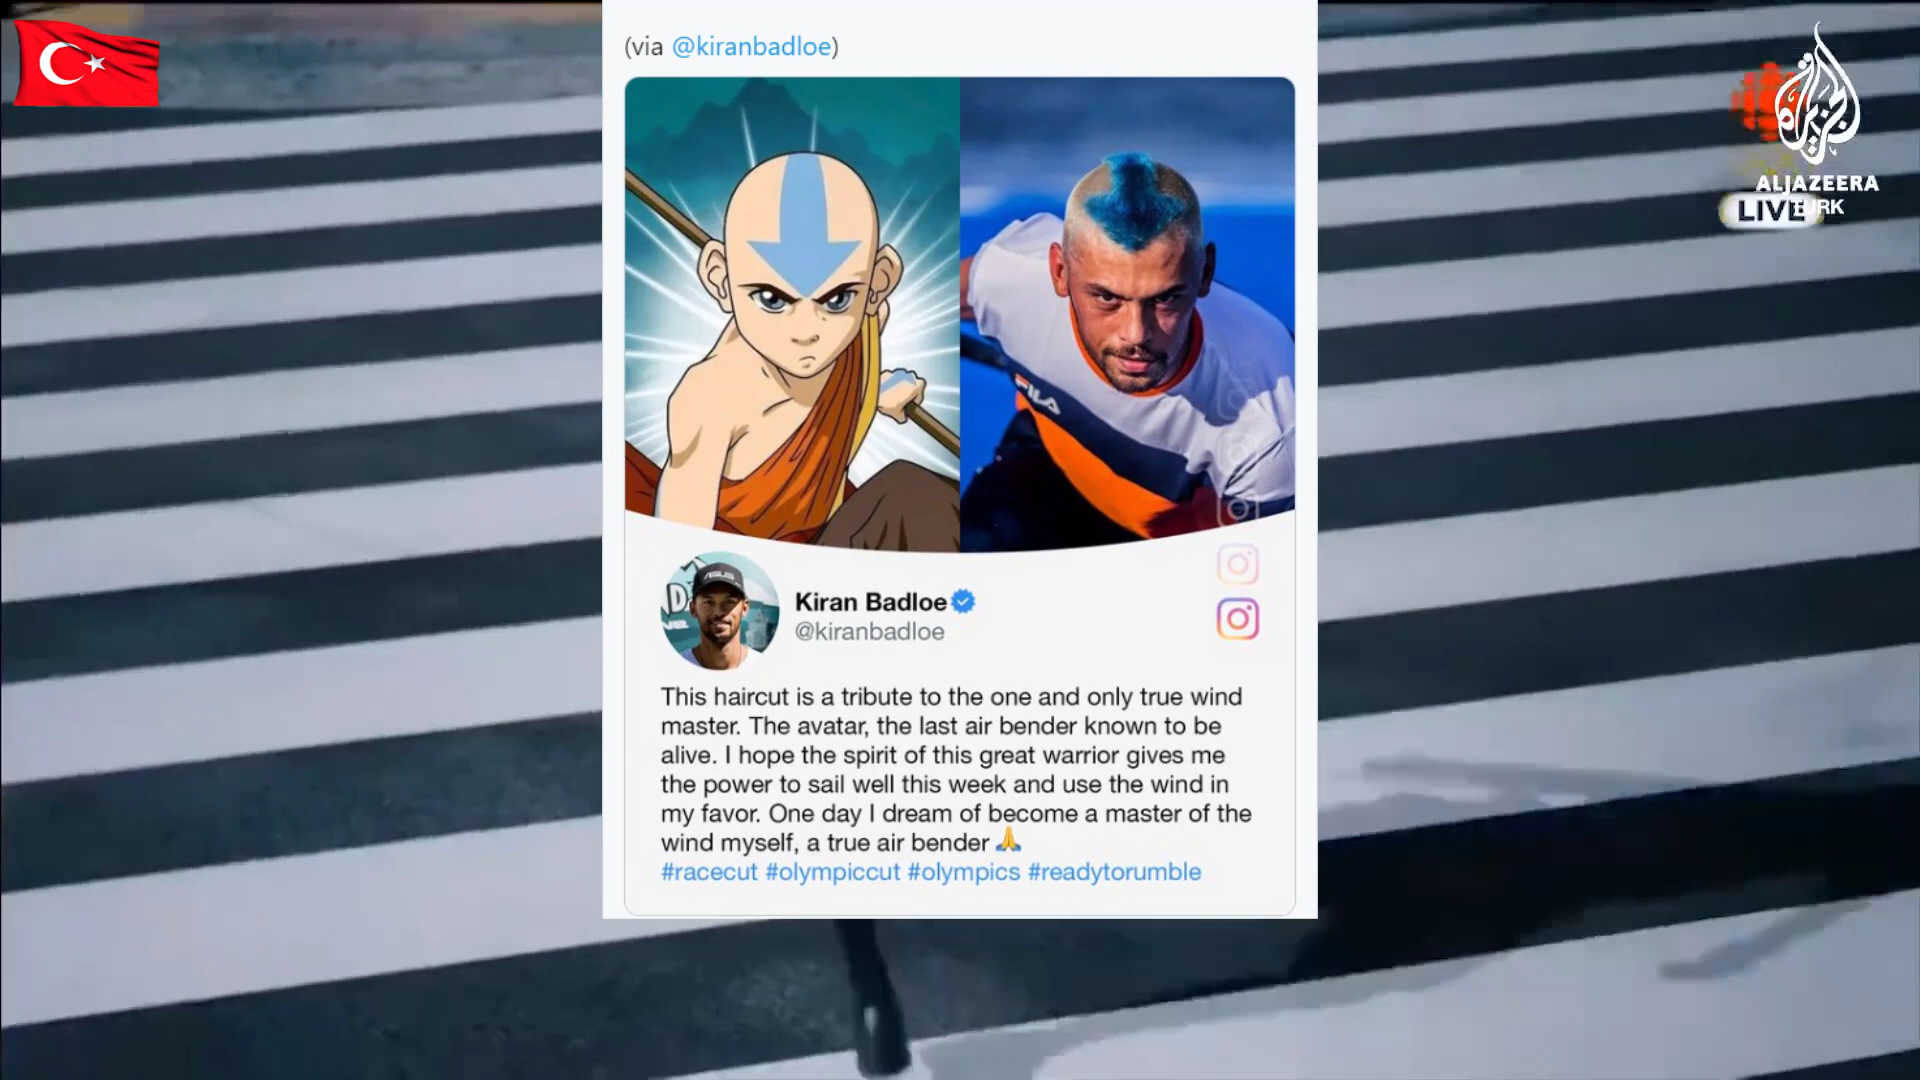 (via @kiranbadloe)
ALJAZEERA
LIVE
TURK
FILA
ASUS
Kiran Badloe
@kiranbadloe
This haircut is a tribute to the one and only true wind
master. The avatar, the last air bender known to be
alive. I hope the spirit of this great warrior gives me
the power to sail well this week and use the wind in
my favor. One day I dream of become a master of the
wind myself, a true air bender 🙏
#racecut #olympiccut #olympics #readytorumble